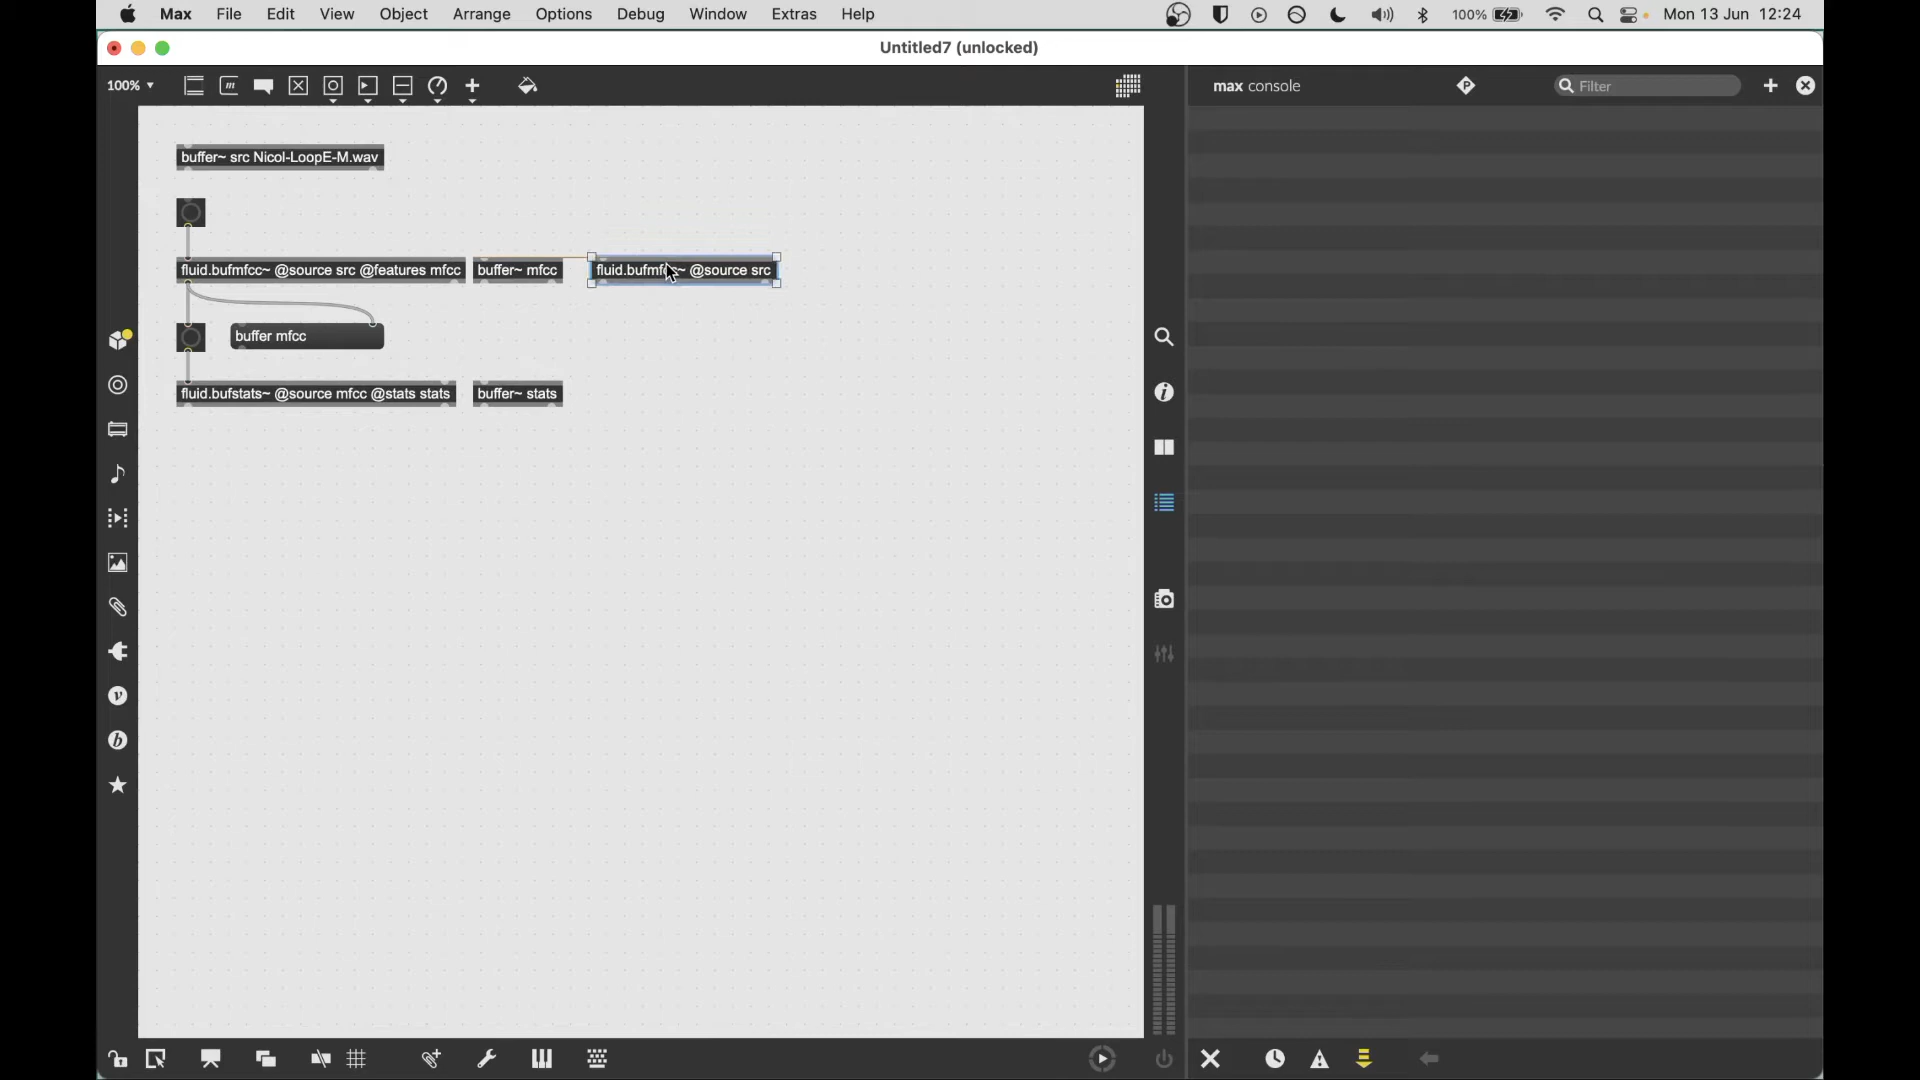 Max File Edit View Object Arrange Options Debug Window Extras Help 100% Mon 13 Jun 12:24
Untitled7 (unlocked)
100% max console Filter
buffer~ src Nicol-LoopE-M.wav
fluid.bufmfcc~ @source src @features mfcc buffer~ mfcc fluid.bufmfcc~ @source src
buffer mfcc
fluid.bufstats~ @source mfcc @stats stats buffer~ stats